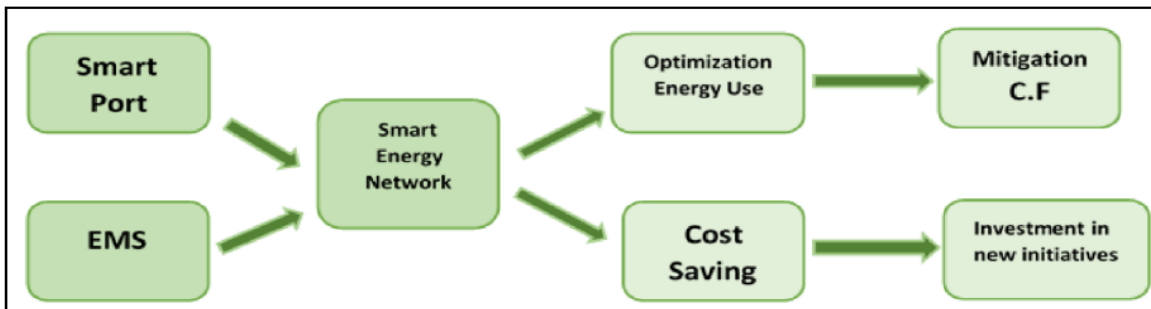 Smart
Port
EMS
Smart
Energy
Network
Optimization
Energy Use
Mitigation
C.F
Cost
Saving
Investment in
new initiatives